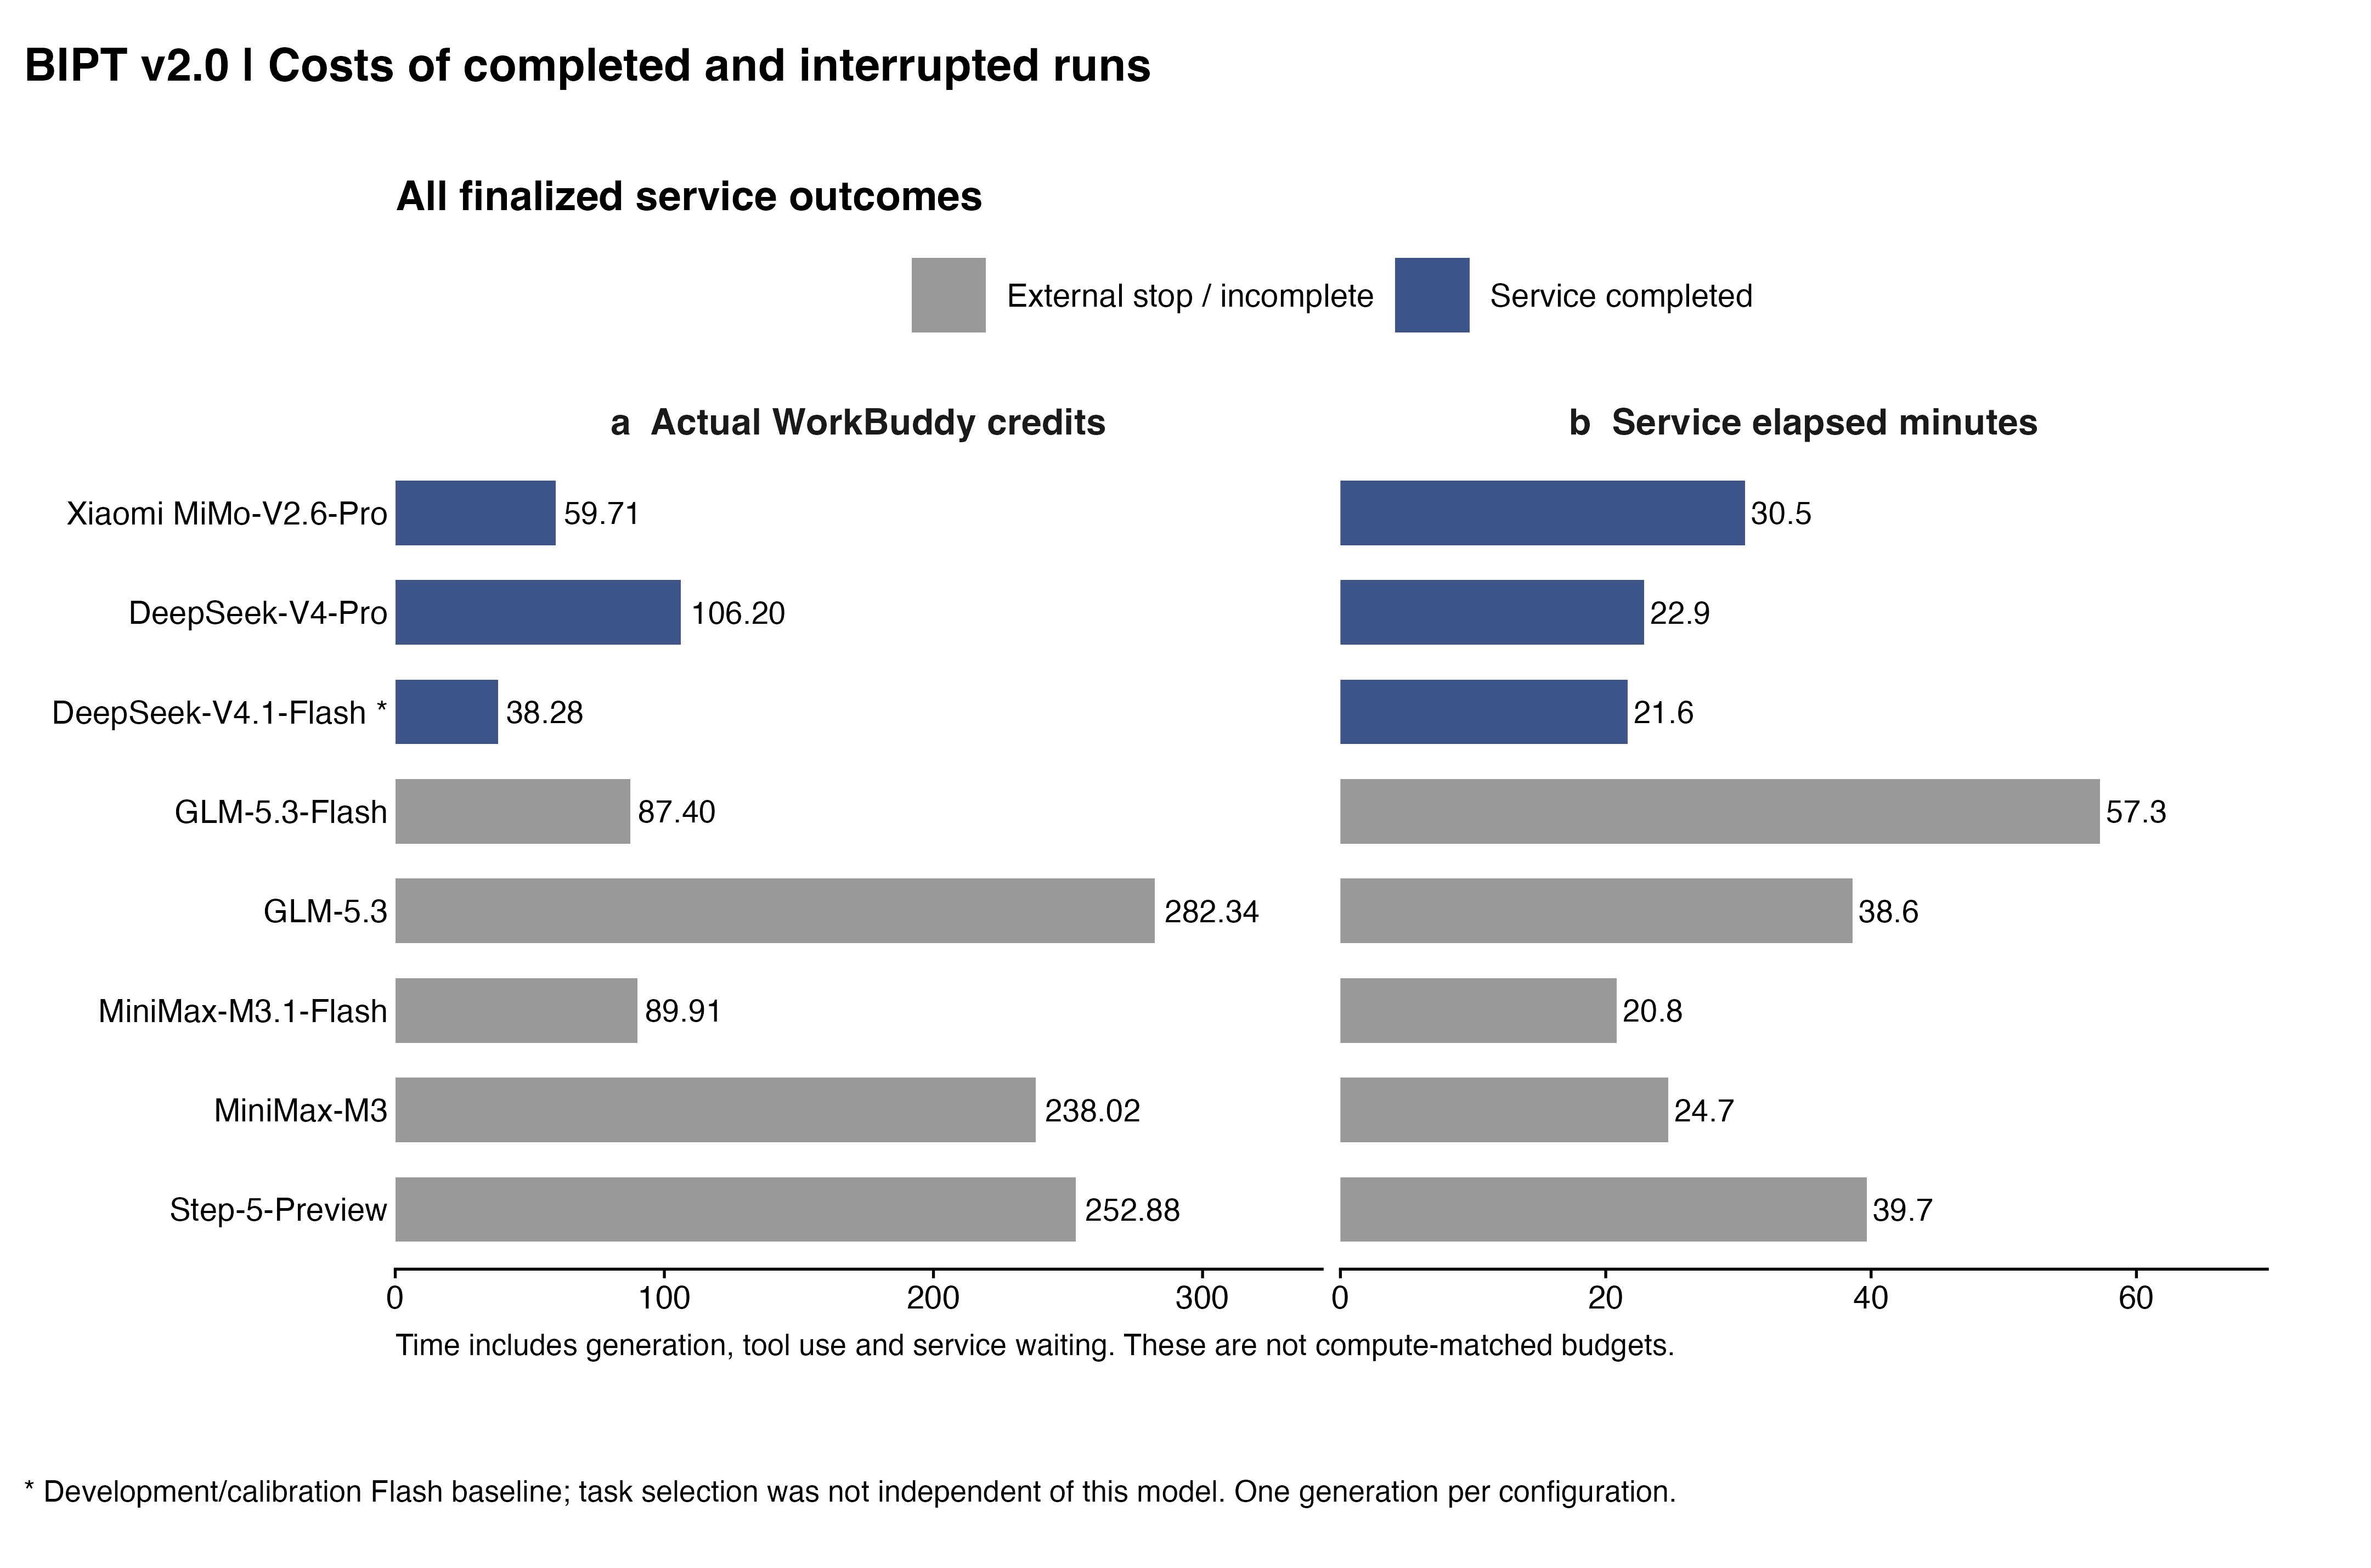 BIPT v2.0 | Costs of completed and interrupted runs
All finalized service outcomes
External stop / incomplete
Service completed
a Actual WorkBuddy credits
b Service elapsed minutes
Xiaomi MiMo-V2.6-Pro 59.71 30.5
DeepSeek-V4-Pro 106.20 22.9
DeepSeek-V4.1-Flash * 38.28 21.6
GLM-5.3-Flash 87.40 57.3
GLM-5.3 282.34 38.6
MiniMax-M3.1-Flash 89.91 20.8
MiniMax-M3 238.02 24.7
Step-5-Preview 252.88 39.7
0 100 200 300 0 20 40 60
Time includes generation, tool use and service waiting. These are not compute-matched budgets.
* Development/calibration Flash baseline; task selection was not independent of this model. One generation per configuration.